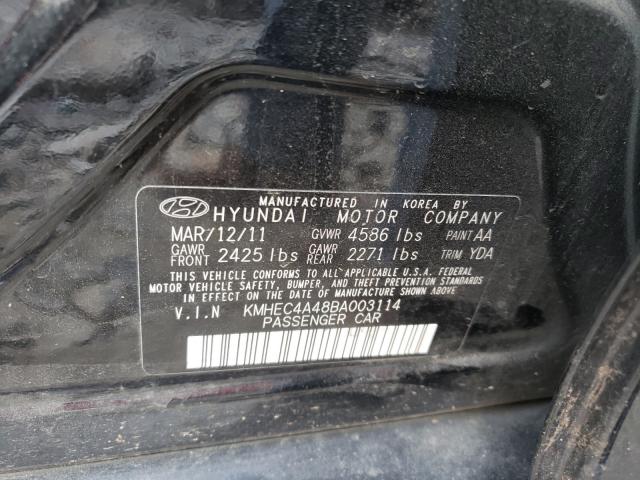 MANUFACTURED IN KOREA BY
HYUNDAI MOTOR COMPANY
MAR/12/11 GVWR 4586 lbs PAINT AA
GAWR FRONT 2425 lbs GAWR REAR 2271 lbs TRIM YDA
THIS VEHICLE CONFORMS TO ALL APPLICABLE U.S.A. FEDERAL
MOTOR VEHICLE SAFETY, BUMPER, AND THEFT PREVENTION STANDARDS
IN EFFECT ON THE DATE OF MANUFACTURE SHOWN ABOVE.
V.I.N KMHEC4A48BA003114
PASSENGER CAR